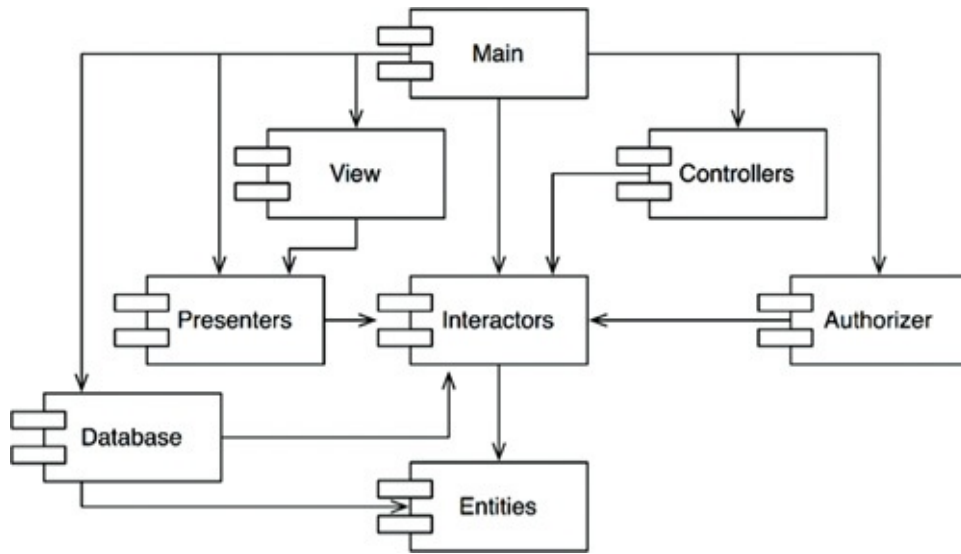 Main
View
Controllers
Presenters
Interactors
Authorizer
Database
Entities